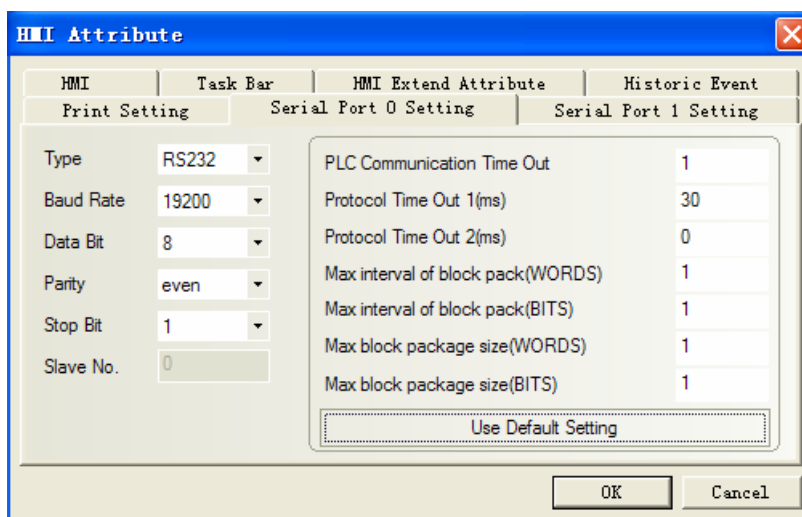 HMI Attribute
HMI Task Bar HMI Extend Attribute Historic Event
Print Setting Serial Port 0 Setting Serial Port 1 Setting
Type RS232
Baud Rate 19200
Data Bit 8
Parity even
Stop Bit 1
Slave No. 0
PLC Communication Time Out 1
Protocol Time Out 1(ms) 30
Protocol Time Out 2(ms) 0
Max interval of block pack(WORDS) 1
Max interval of block pack(BITS) 1
Max block package size(WORDS) 1
Max block package size(BITS) 1
Use Default Setting
OK Cancel